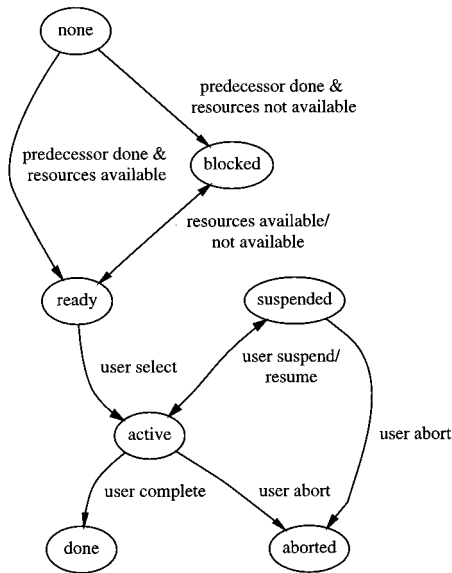 none
predecessor done &
resources not available
predecessor done &
resources available
blocked
resources available/
not available
ready
suspended
user select
user suspend/
resume
active
user abort
user complete
user abort
done
aborted